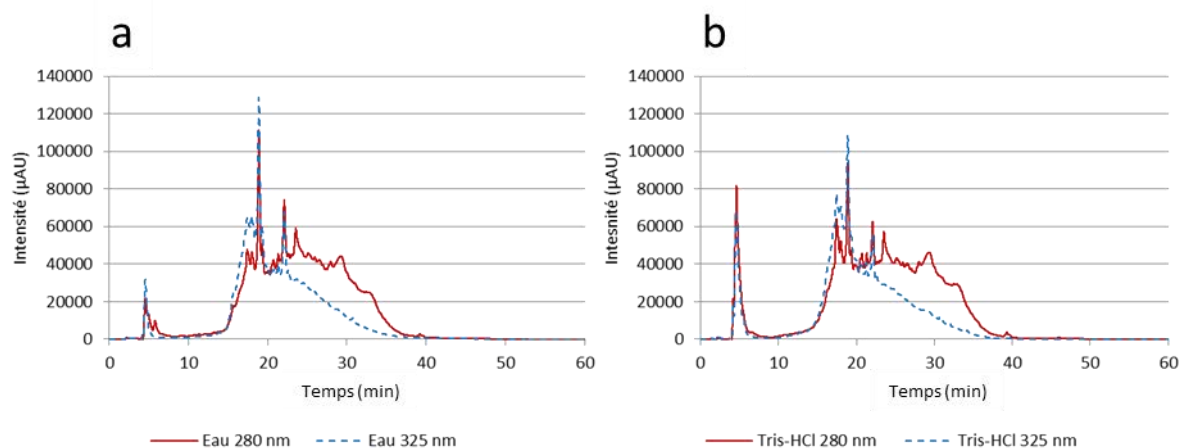 a
140000
120000
100000
80000
60000
40000
20000
0
Intensité (µAU)
0 10 20 30 40 50 60
Temps (min)
Eau 280 nm Eau 325 nm
b
140000
120000
100000
80000
60000
40000
20000
0
Intesnité (µAU)
0 10 20 30 40 50 60
Temps (min)
Tris-HCl 280 nm Tris-HCl 325 nm